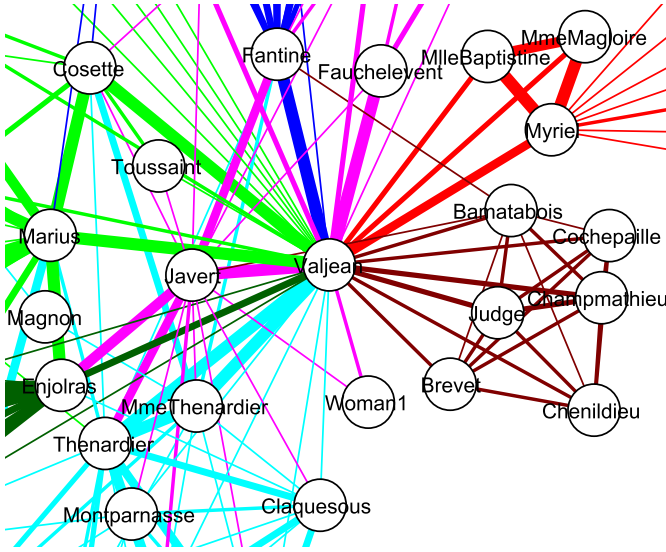 MmeMagloire
Fantine
MlleBaptistine
Cosette
Fauchelevent
Myriel
Toussaint
Bamatabois
Marius
Cochepaille
Valjean
Javert
Champmathieu
Magnon
Judge
Enjolras
Brevet
MmeThenardier
Woman1
Chenildieu
Thenardier
Claquesous
Montparnasse